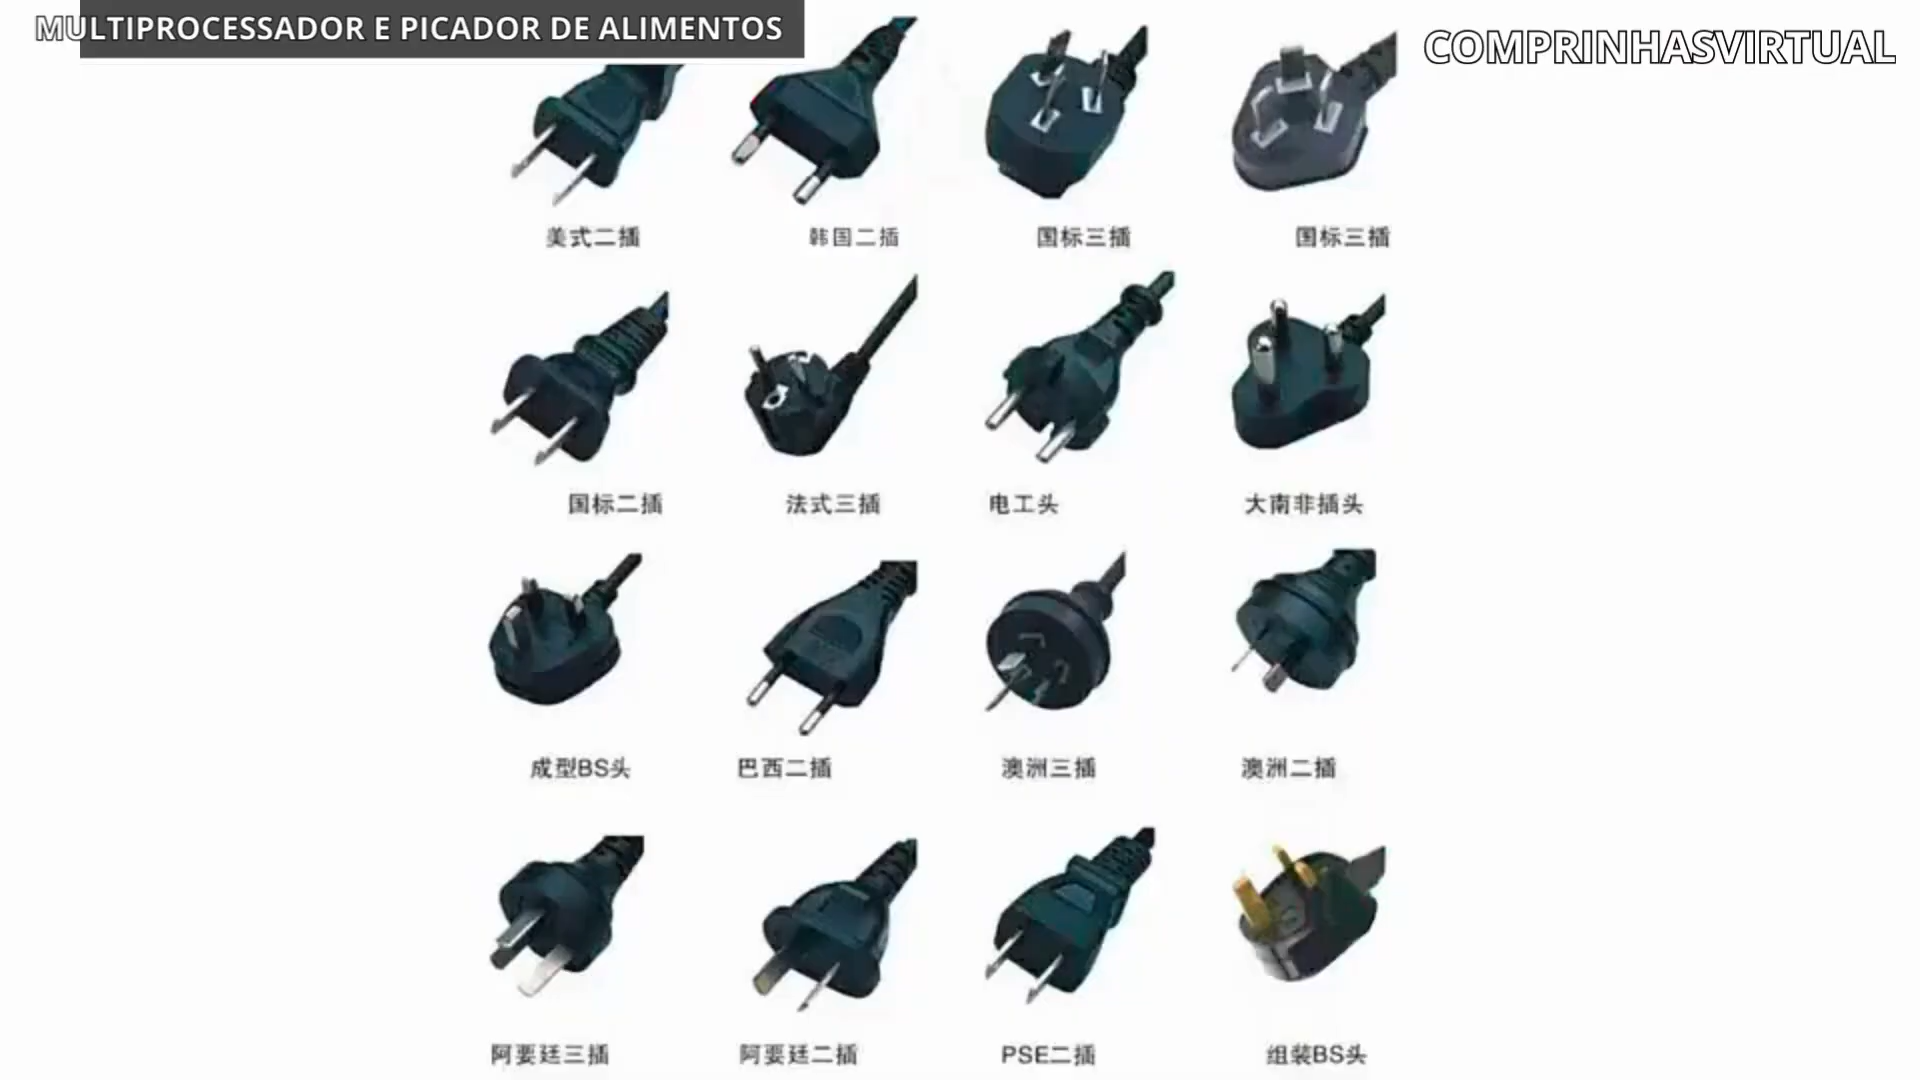 MULTIPROCESSADOR E PICADOR DE ALIMENTOS
COMPRINHASVIRTUAL
美式二插
韩国二插
国标三插
国标三插
国标二插
法式三插
电工头
大南非插头
成型BS头
巴西二插
澳洲三插
澳洲二插
阿要廷三插
阿要廷二插
PSE二插
组装BS头